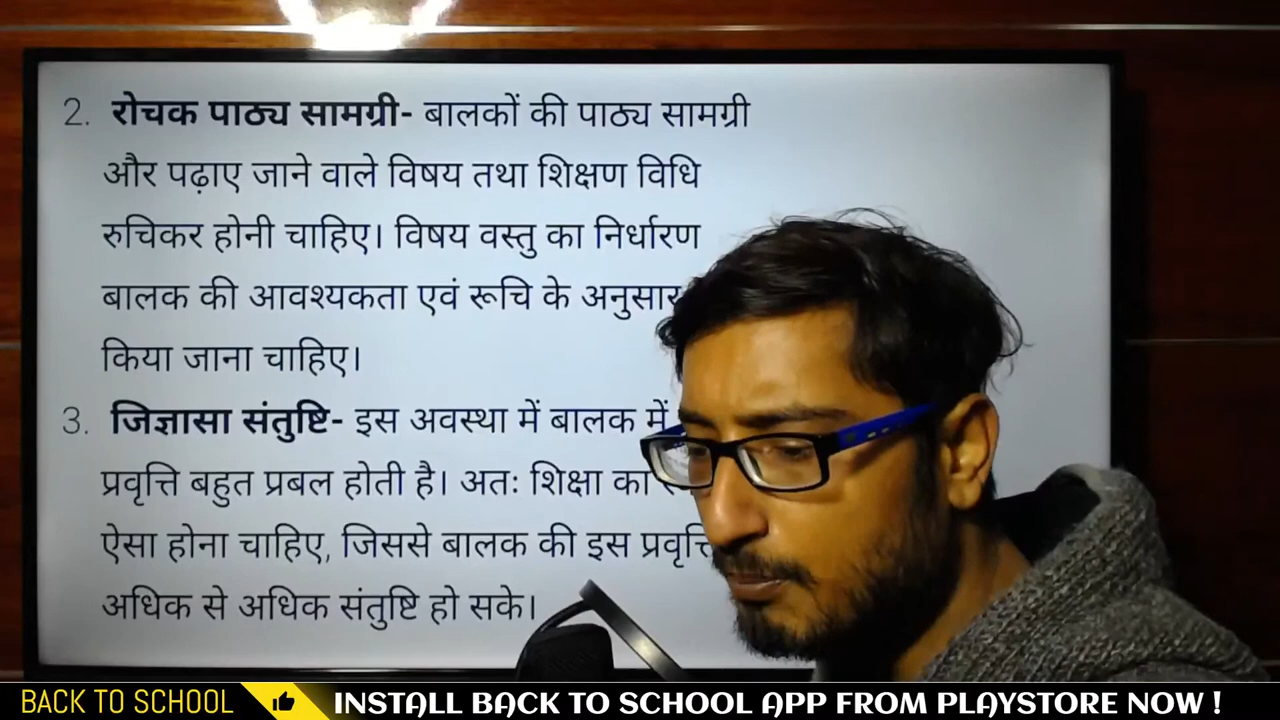 2. रोचक पाठ्य सामग्री- बालकों की पाठ्य सामग्री
और पढ़ाए जाने वाले विषय तथा शिक्षण विधि
रुचिकर होनी चाहिए। विषय वस्तु का निर्धारण
बालक की आवश्यकता एवं रूचि के अनुसार
किया जाना चाहिए।
3. जिज्ञासा संतुष्टि- इस अवस्था में बालक में
प्रवृत्ति बहुत प्रबल होती है। अतः शिक्षा का
ऐसा होना चाहिए, जिससे बालक की इस प्रवृत्ति
अधिक से अधिक संतुष्टि हो सके।
BACK TO SCHOOL INSTALL BACK TO SCHOOL APP FROM PLAYSTORE NOW !